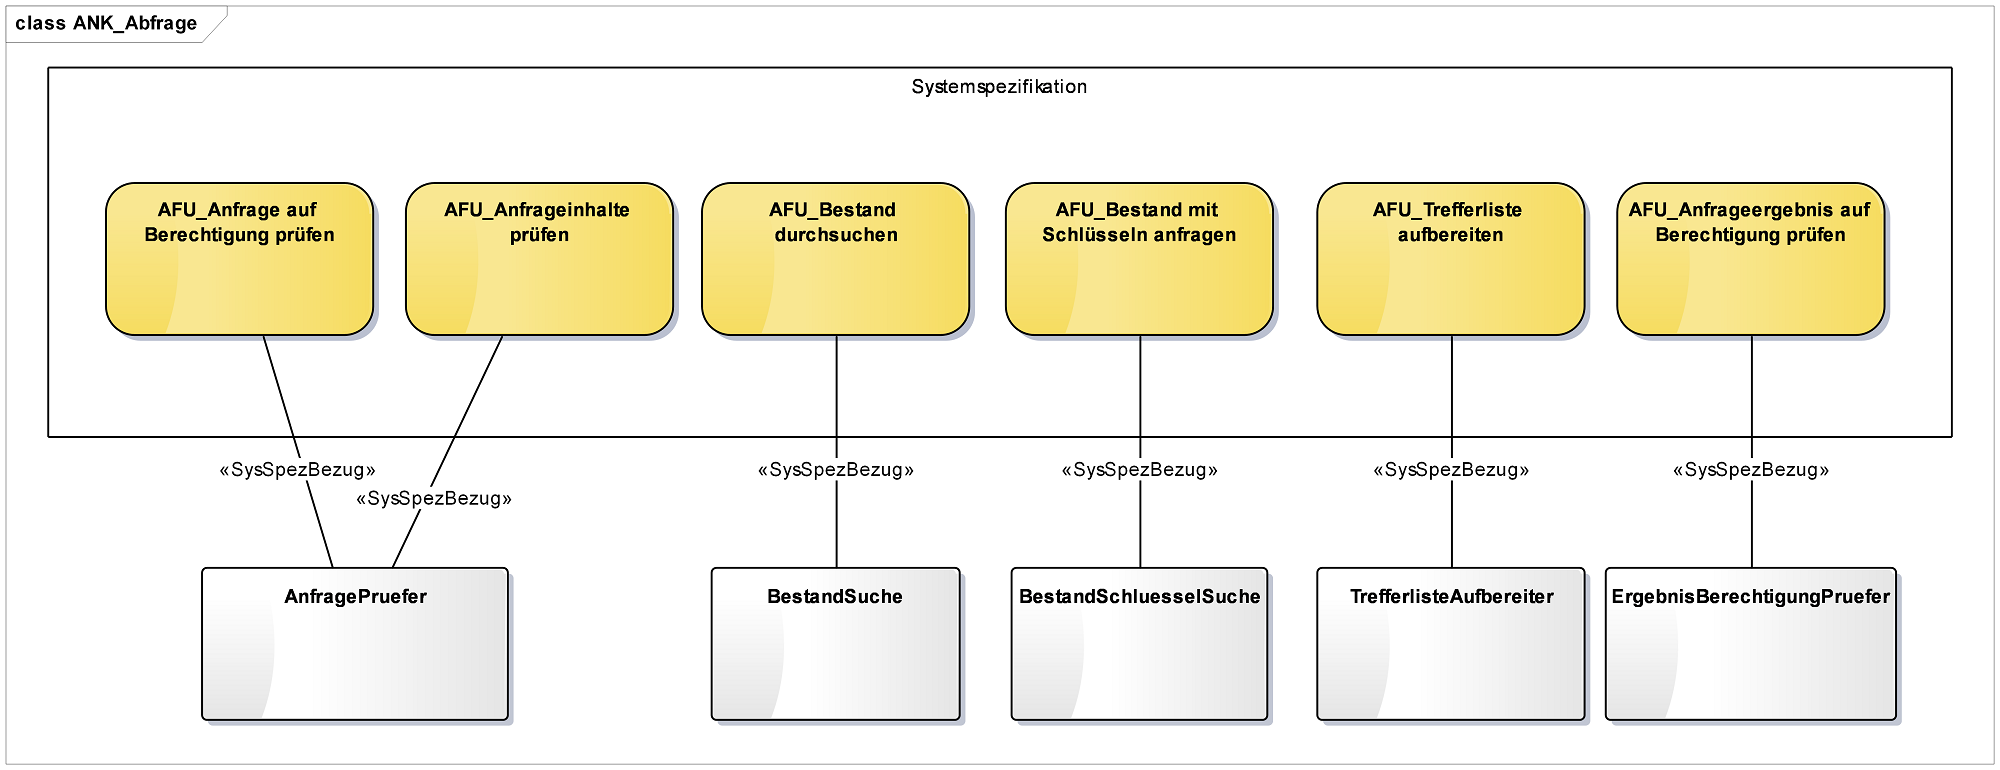 class ANK_Abfrage
Systemspezifikation
AFU_Anfrage auf
Berechtigung prüfen
AFU_Anfrageinhalte
prüfen
AFU_Bestand
durchsuchen
AFU_Bestand mit
Schlüsseln anfragen
AFU_Trefferliste
aufbereiten
AFU_Anfrageergebnis auf
Berechtigung prüfen
«SysSpezBezug»
«SysSpezBezug»
«SysSpezBezug»
«SysSpezBezug»
«SysSpezBezug»
«SysSpezBezug»
AnfragePruefer
BestandSuche
BestandSchluesselSuche
TrefferlisteAufbereiter
ErgebnisBerechtigungPruefer